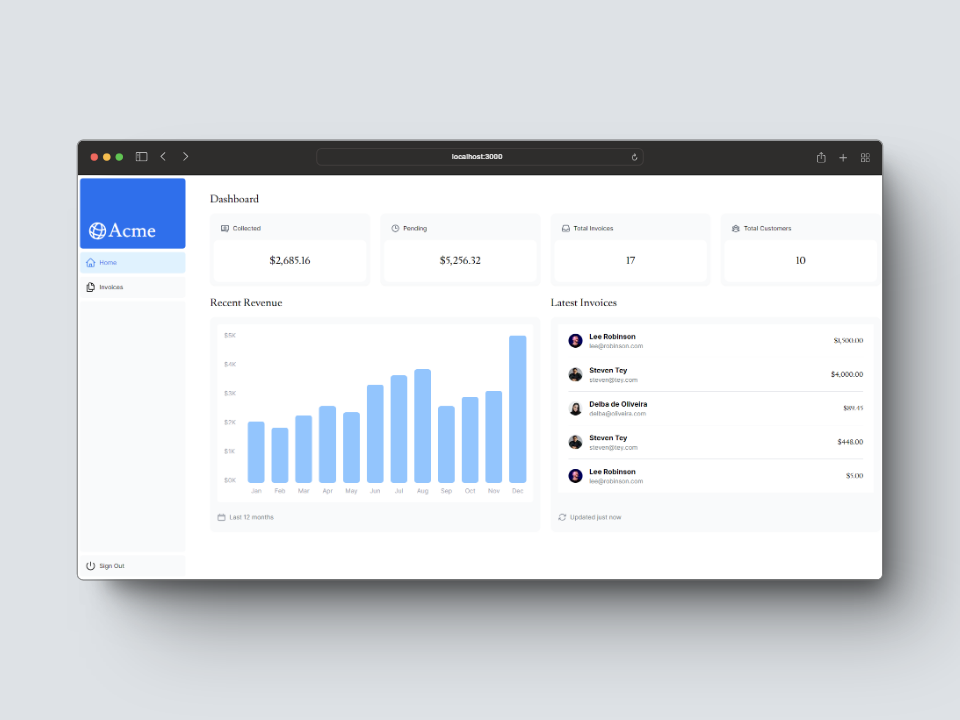 localhost:3000
Acme
Home
Invoices
Sign Out
Dashboard
Collected
$2,685.16
Pending
$5,256.32
Total Invoices
17
Total Customers
10
Recent Revenue
$5K
$4K
$3K
$2K
$1K
$0K
Jan Feb Mar Apr May Jun Jul Aug Sep Oct Nov Dec
Last 12 months
Latest Invoices
Lee Robinson
lee@robinson.com
$1,500.00
Steven Tey
steven@tey.com
$4,000.00
Delba de Oliveira
delba@oliveira.com
Steven Tey
steven@tey.com
$448.00
Lee Robinson
lee@robinson.com
$5.00
Updated just now